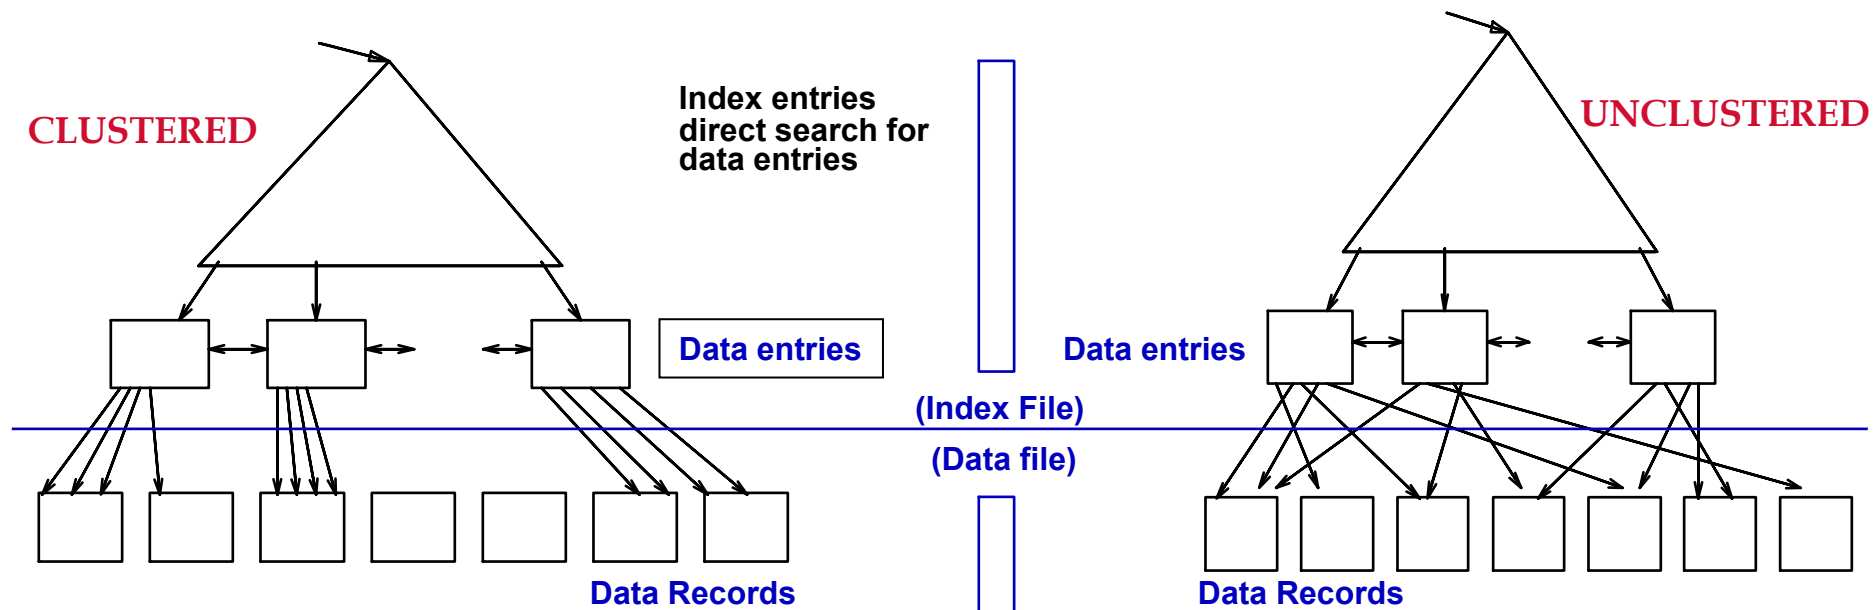 CLUSTERED
Index entries
direct search for
data entries
UNCLUSTERED
Data entries
Data entries
(Index File)
(Data file)
Data Records
Data Records